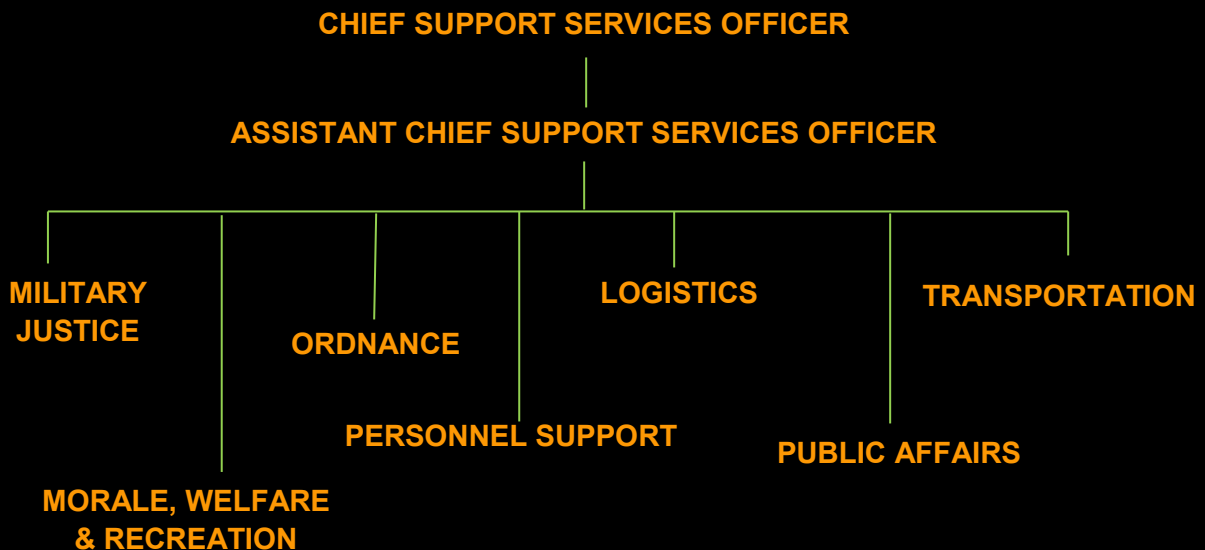 CHIEF SUPPORT SERVICES OFFICER
ASSISTANT CHIEF SUPPORT SERVICES OFFICER
MILITARY
JUSTICE
LOGISTICS
TRANSPORTATION
ORDNANCE
PERSONNEL SUPPORT
PUBLIC AFFAIRS
MORALE, WELFARE
& RECREATION